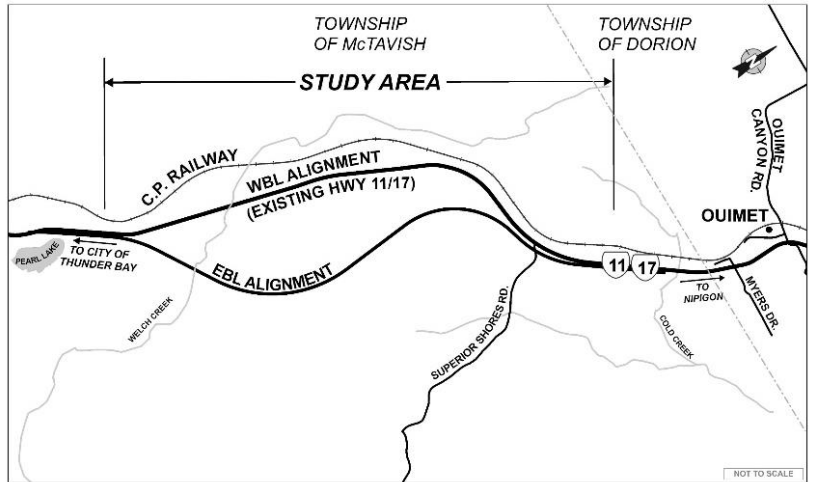 TOWNSHIP
OF McTAVISH
TOWNSHIP
OF DORION
STUDY AREA
N
OUIMET
CANYON RD.
C.P. RAILWAY
WBL ALIGNMENT
(EXISTING HWY 11/17)
OUIMET
PEARL LAKE
TO CITY OF
THUNDER BAY
EBL ALIGNMENT
11
17
TO
NIPIGON
MYERS DR.
WELCH CREEK
SUPERIOR SHORES RD.
COLD CREEK
NOT TO SCALE